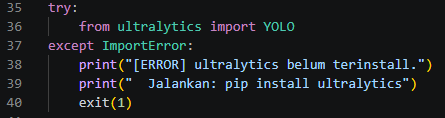 35 try:
36     from ultralytics import YOLO
37 except ImportError:
38     print("[ERROR] ultralytics belum terinstall.")
39     print("  Jalankan: pip install ultralytics")
40     exit(1)